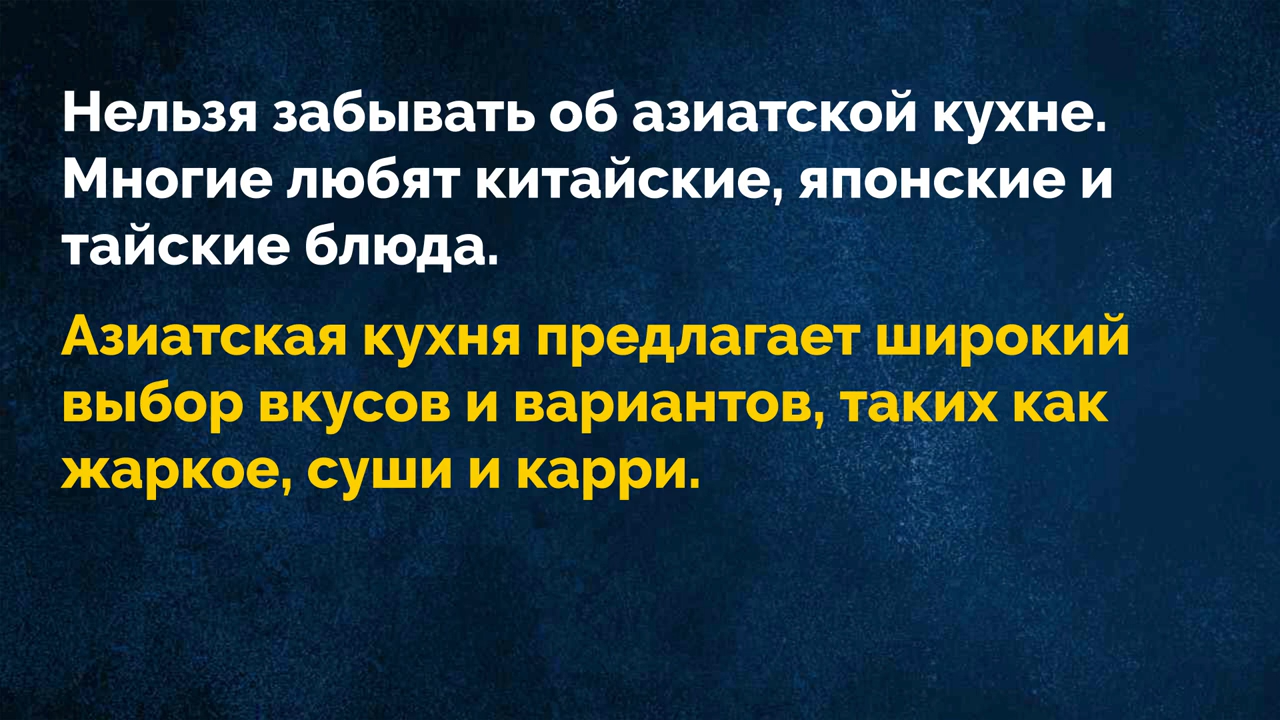 Нельзя забывать об азиатской кухне.
Многие любят китайские, японские и
тайские блюда.
Азиатская кухня предлагает широкий
выбор вкусов и вариантов, таких как
жаркое, суши и карри.